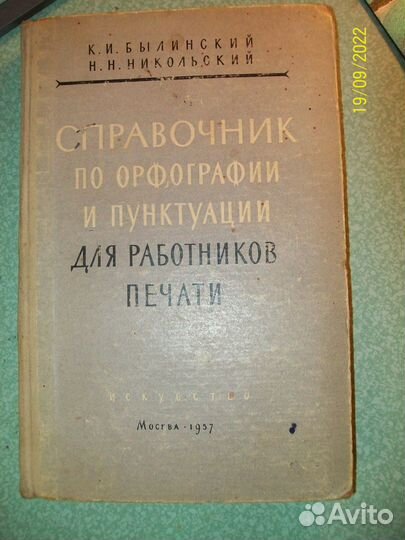 К. И. БЫЛИНСКИЙ
Н. Н. НИКОЛЬСКИЙ
СПРАВОЧНИК
ПО ОРФОГРАФИИ
И ПУНКТУАЦИИ
ДЛЯ РАБОТНИКОВ
ПЕЧАТИ
ИСКУССТВО
МОСКВА · 1957
19/09/2022
Avito